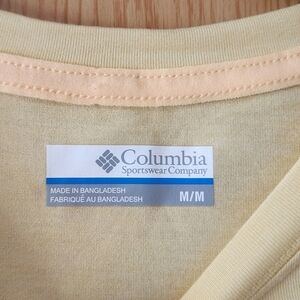 Columbia
Sportswear Company
MADE IN BANGLADESH
FABRIQUÉ AU BANGLADESH
M/M